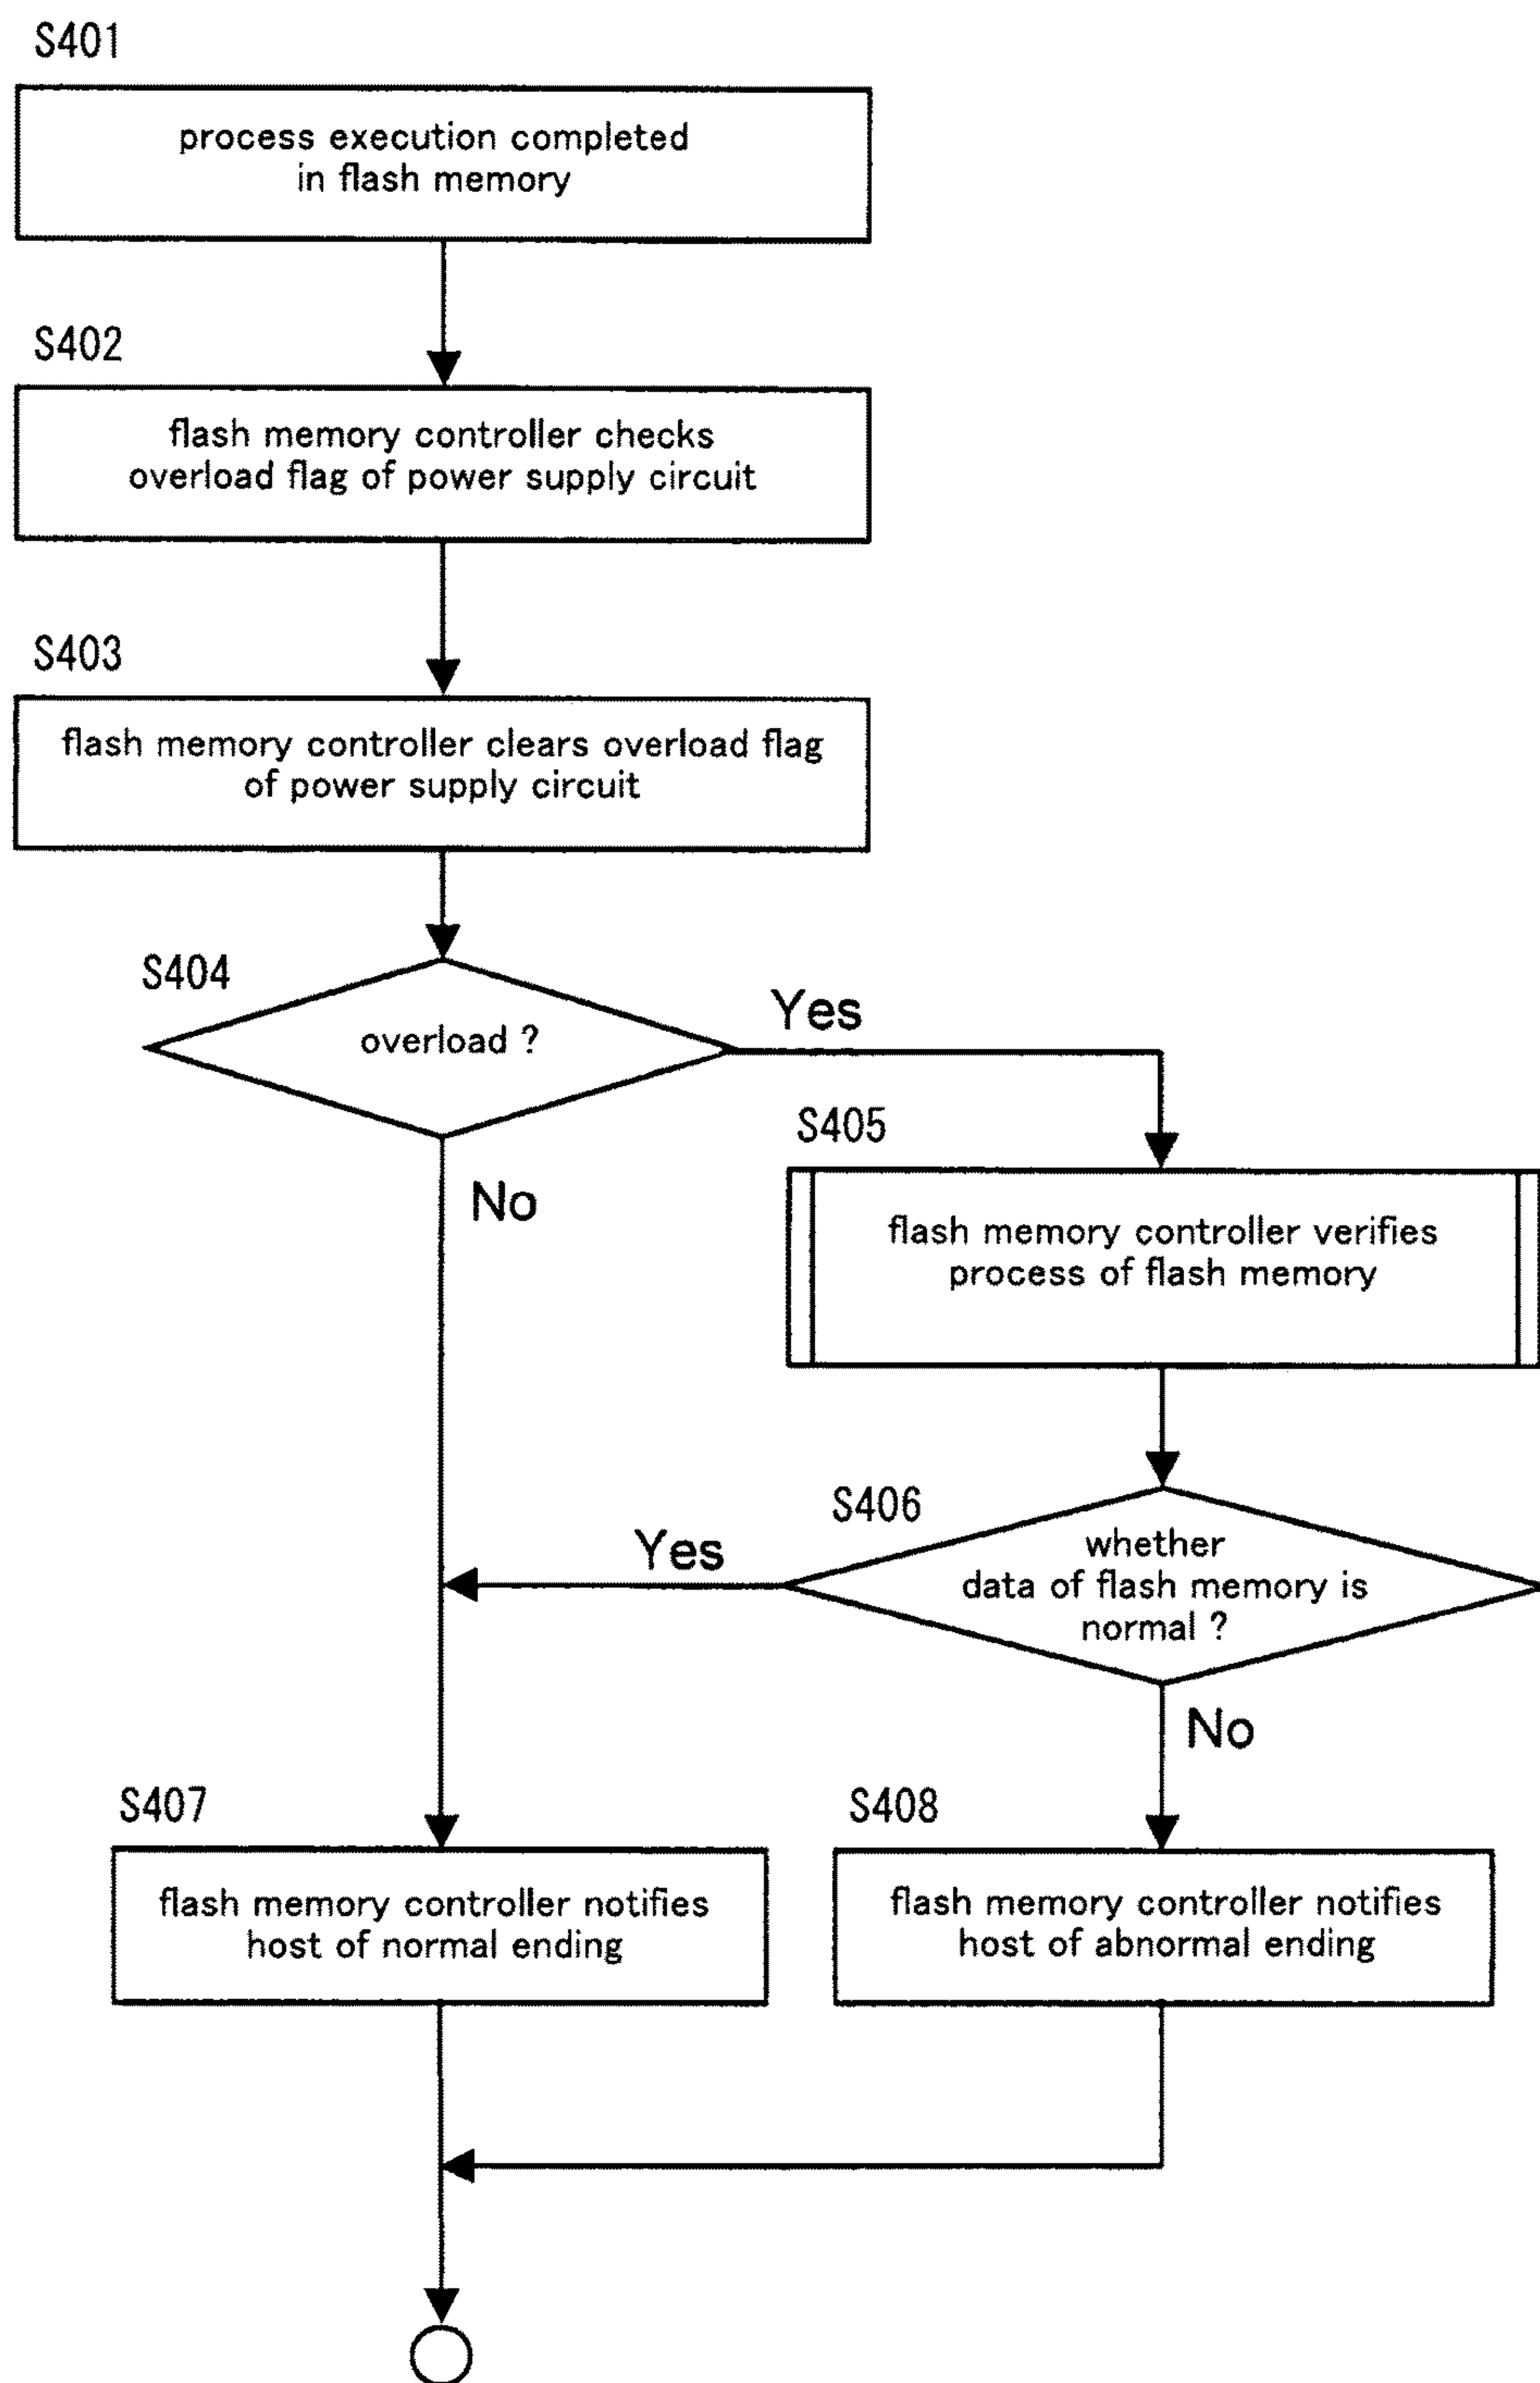 S401
process execution completed
in flash memory
S402
flash memory controller checks
overload flag of power supply circuit
S403
flash memory controller clears overload flag
of power supply circuit
S404
overload ?
Yes
No
S405
flash memory controller verifies
process of flash memory
S406
whether
data of flash memory is
normal ?
Yes
No
S407
flash memory controller notifies
host of normal ending
S408
flash memory controller notifies
host of abnormal ending